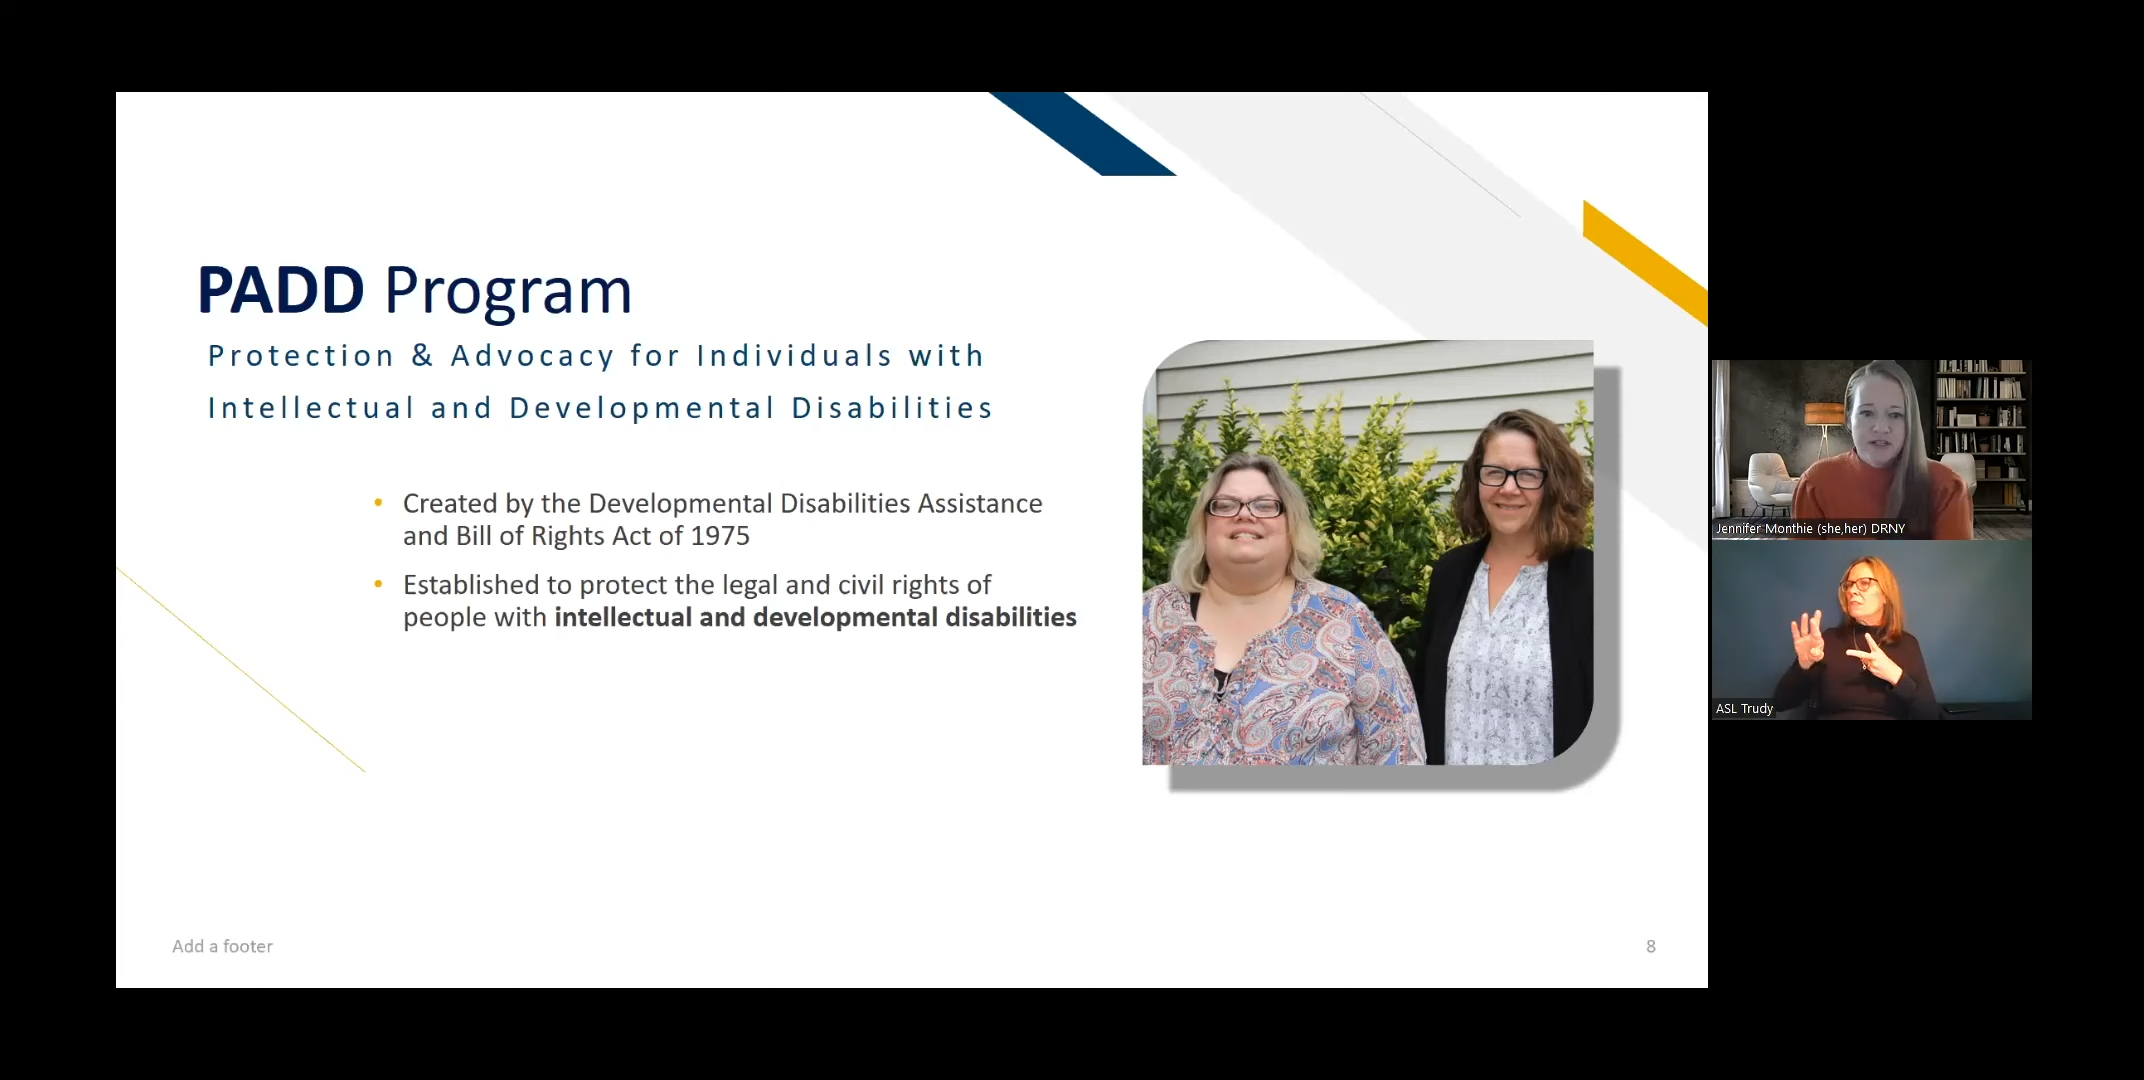 PADD Program
Protection & Advocacy for Individuals with
Intellectual and Developmental Disabilities
• Created by the Developmental Disabilities Assistance
and Bill of Rights Act of 1975
• Established to protect the legal and civil rights of
people with intellectual and developmental disabilities
Add a footer
8
Jennifer Monthie (she,her) DRNY
ASL Trudy